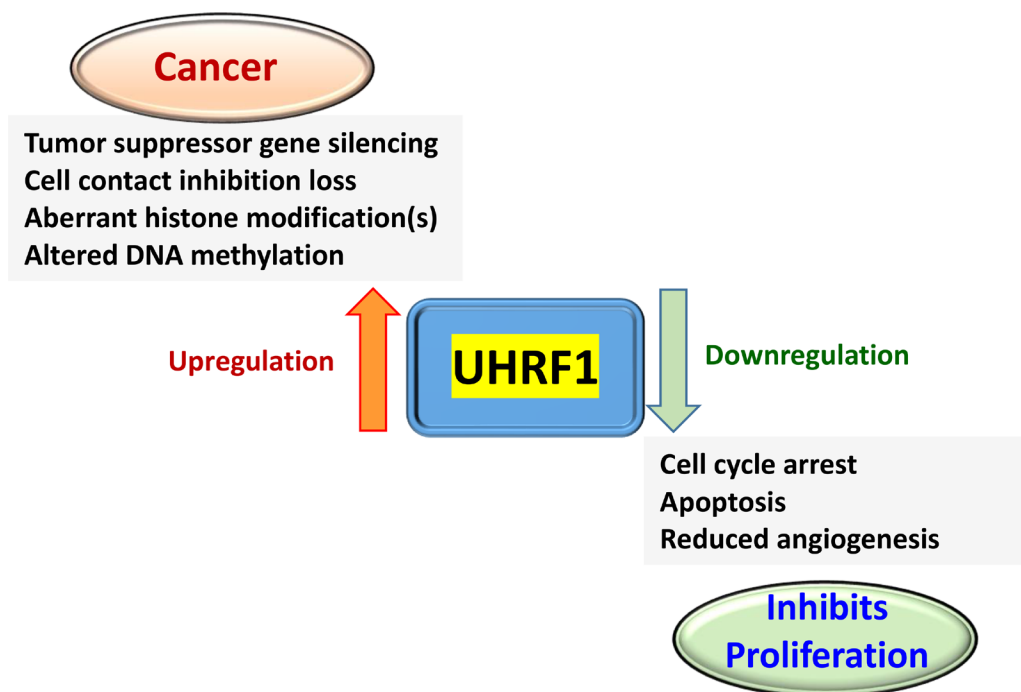 Cancer
Tumor suppressor gene silencing
Cell contact inhibition loss
Aberrant histone modification(s)
Altered DNA methylation
Upregulation
UHRF1
Downregulation
Cell cycle arrest
Apoptosis
Reduced angiogenesis
Inhibits
Proliferation